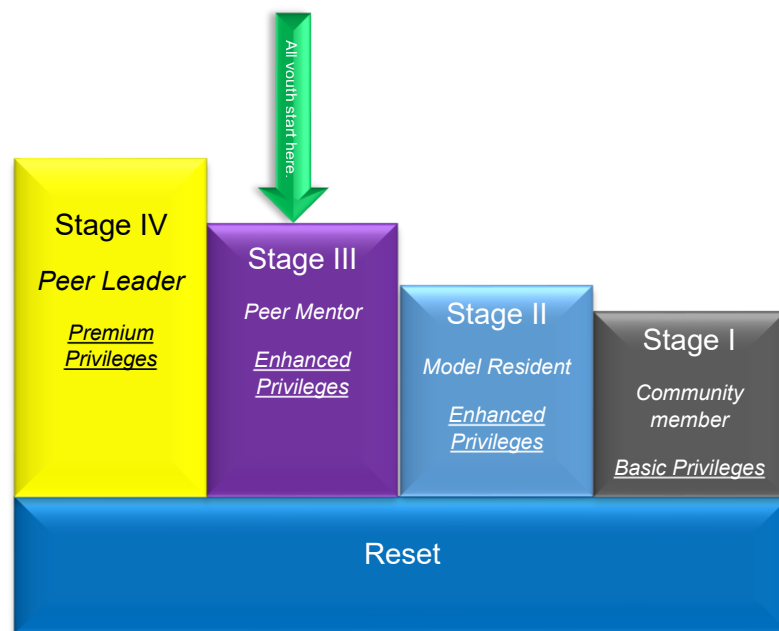 All youth start here.
Stage IV
Peer Leader
Premium
Privileges
Stage III
Peer Mentor
Enhanced
Privileges
Stage II
Model Resident
Enhanced
Privileges
Stage I
Community
member
Basic Privileges
Reset